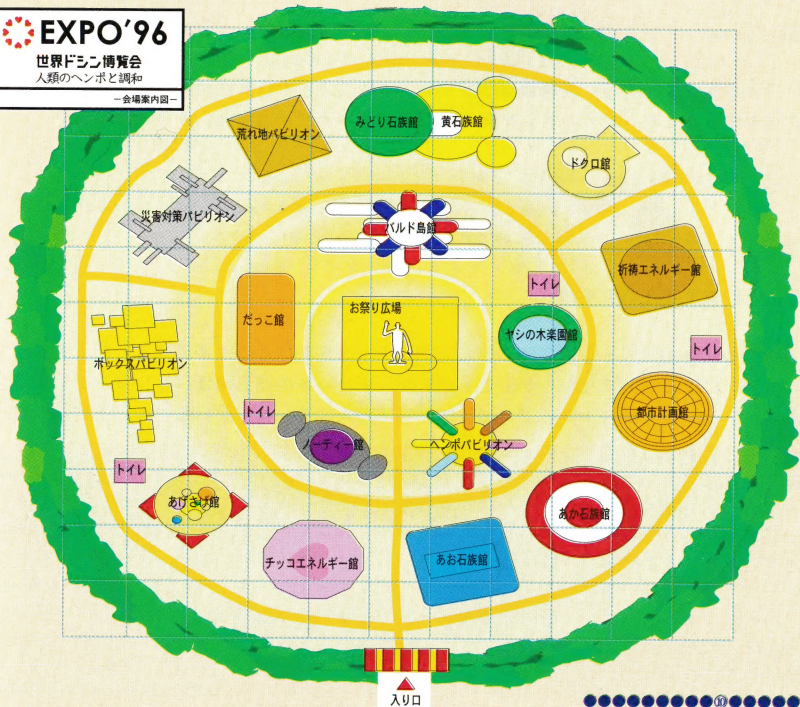 EXPO'96
世界ドシン博覧会
人類のヘンポと調和
−会場案内図−
荒れ地パビリオン
みどり石族館
黄石族館
ドクロ館
災害対策パビリオン
バルド島館
祈祷エネルギー館
トイレ
お祭り広場
だっこ館
ヤシの木楽園館
トイレ
ボックスパビリオン
トイレ
都市計画館
ノーティー館
ヘンポパビリオン
トイレ
あげさげ館
あか石族館
チッコエネルギー館
あお石族館
入り口
⑩